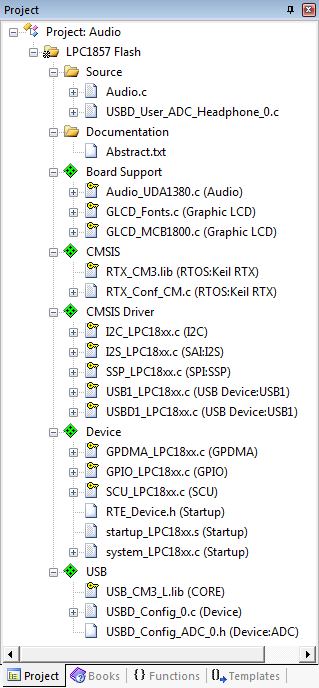 Project
Project: Audio
LPC1857 Flash
Source
Audio.c
USBD_User_ADC_Headphone_0.c
Documentation
Abstract.txt
Board Support
Audio_UDA1380.c (Audio)
GLCD_Fonts.c (Graphic LCD)
GLCD_MCB1800.c (Graphic LCD)
CMSIS
RTX_CM3.lib (RTOS:Keil RTX)
RTX_Conf_CM.c (RTOS:Keil RTX)
CMSIS Driver
I2C_LPC18xx.c (I2C)
I2S_LPC18xx.c (SAI:I2S)
SSP_LPC18xx.c (SPI:SSP)
USB1_LPC18xx.c (USB Device:USB1)
USBD1_LPC18xx.c (USB Device:USB1)
Device
GPDMA_LPC18xx.c (GPDMA)
GPIO_LPC18xx.c (GPIO)
SCU_LPC18xx.c (SCU)
RTE_Device.h (Startup)
startup_LPC18xx.s (Startup)
system_LPC18xx.c (Startup)
USB
USB_CM3_L.lib (CORE)
USBD_Config_0.c (Device)
USBD_Config_ADC_0.h (Device:ADC)
Project Books {} Functions Templates